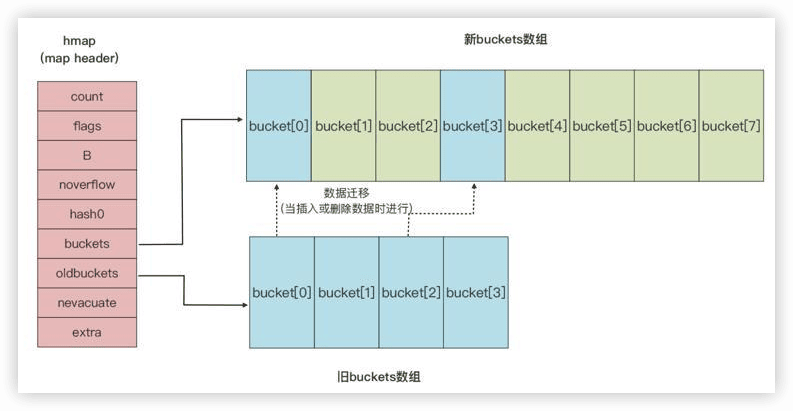 hmap
(map header)
count
flags
B
noverflow
hash0
buckets
oldbuckets
nevacuate
extra
新buckets数组
bucket[0]
bucket[1]
bucket[2]
bucket[3]
bucket[4]
bucket[5]
bucket[6]
bucket[7]
数据迁移
(当插入或删除数据时进行)
bucket[0]
bucket[1]
bucket[2]
bucket[3]
旧buckets数组